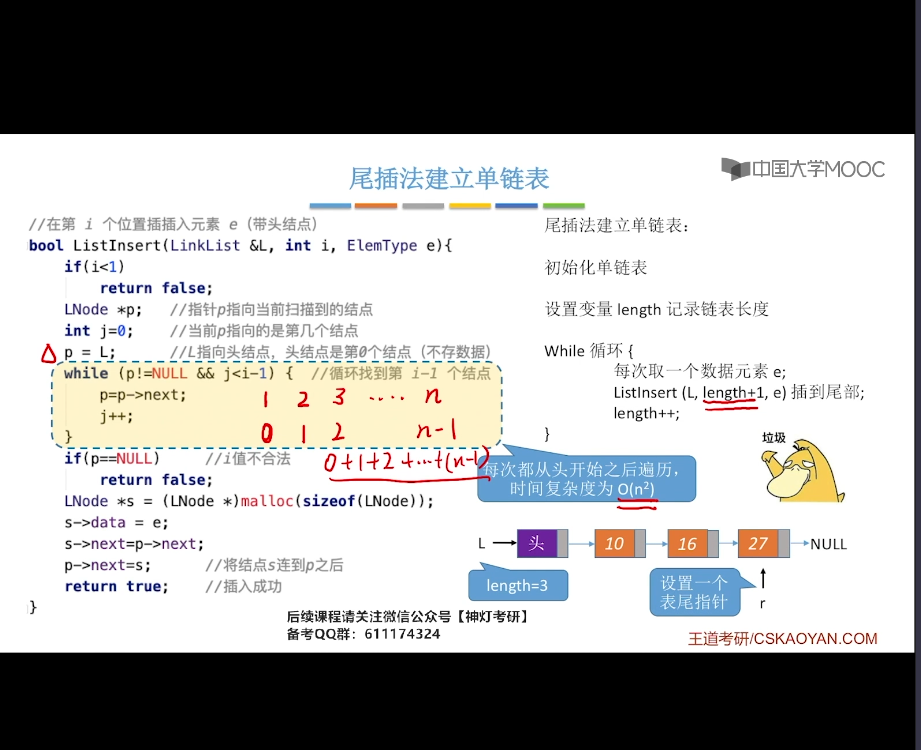 尾插法建立单链表
中国大学MOOC
//在第 i 个位置插插入元素 e（带头结点）
bool ListInsert(LinkList &L, int i, ElemType e){
if(i<1)
return false;
LNode *p; //指针p指向当前扫描到的结点
int j=0; //当前p指向的是第几个结点
p = L; //L指向头结点，头结点是第0个结点（不存数据）
while (p!=NULL && j<i-1) { //循环找到第 i-1 个结点
p=p->next;
j++;
}
1 2 3 ···· n
0 1 2 n-1
0+1+2+···+(n-1)
if(p==NULL) //i值不合法
return false;
LNode *s = (LNode *)malloc(sizeof(LNode));
s->data = e;
s->next=p->next;
p->next=s; //将结点s连到p之后
return true; //插入成功
}
尾插法建立单链表：
初始化单链表
设置变量 length 记录链表长度
While 循环 {
每次取一个数据元素 e;
ListInsert (L, length+1, e) 插到尾部;
length++;
}
垃圾
每次都从头开始之后遍历，
时间复杂度为 O(n²)
L 头 10 16 27 NULL
length=3
设置一个
表尾指针
r
后续课程请关注微信公众号【神灯考研】
备考QQ群：611174324
王道考研/CSKAOYAN.COM